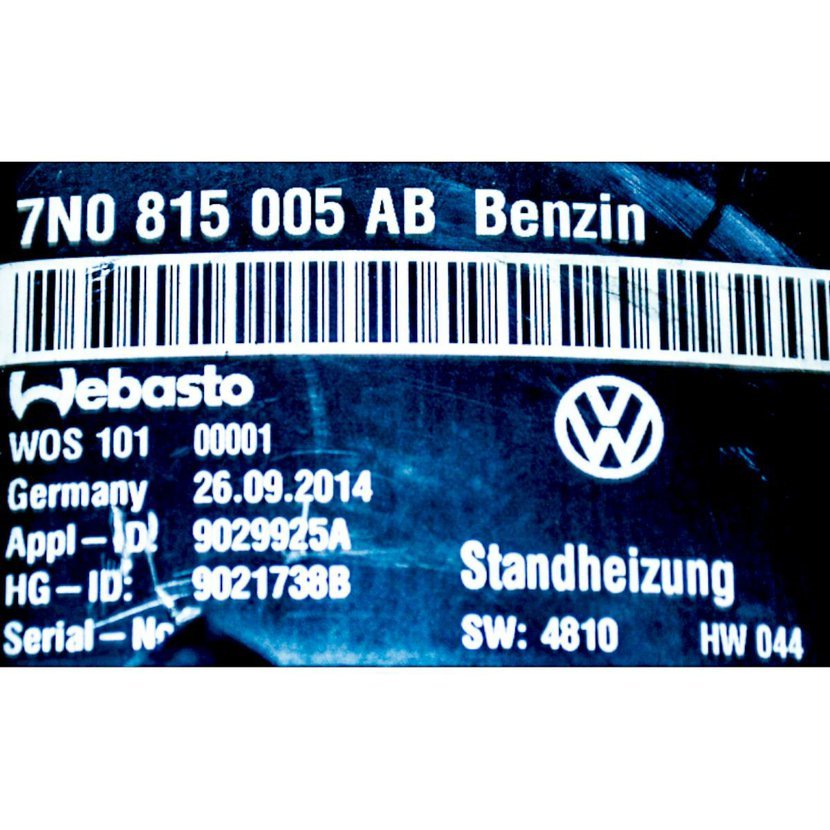 7N0 815 005 AB Benzin
Webasto
WOS 101 00001
Germany 26.09.2014
Appl-ID: 9029925A
HG-ID: 9021738B
Serial-No
VW
Standheizung
SW: 4810 HW 044